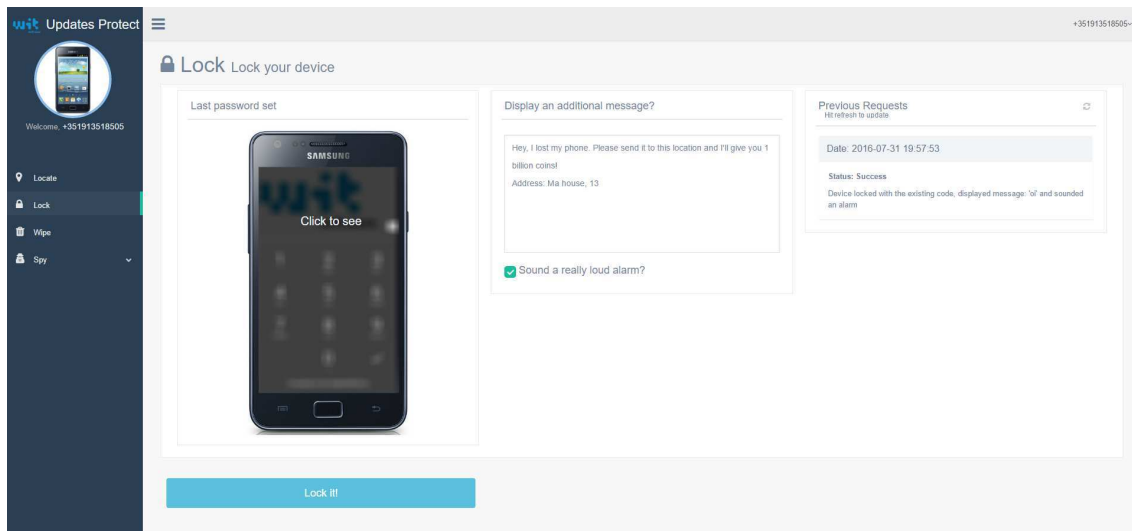 wit Updates Protect
+351913518505
Welcome, +351913518505
Locate
Lock
Wipe
Spy
Lock Lock your device
Last password set
SAMSUNG
wit
Click to see
Display an additional message?
Hey, I lost my phone. Please send it to this location and I'll give you 1
billion coins!
Address: Ma house, 13
Sound a really loud alarm?
Previous Requests
Hit refresh to update
Date: 2016-07-31 19:57:53
Status: Success
Device locked with the existing code, displayed message: 'oi' and sounded
an alarm
Lock it!